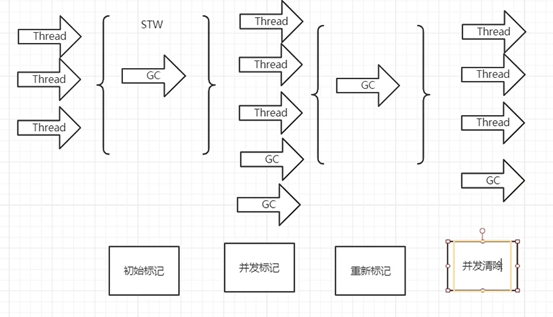 STW
Thread
Thread
Thread
GC
Thread
Thread
Thread
GC
GC
GC
Thread
Thread
Thread
GC
初始标记
并发标记
重新标记
并发清除